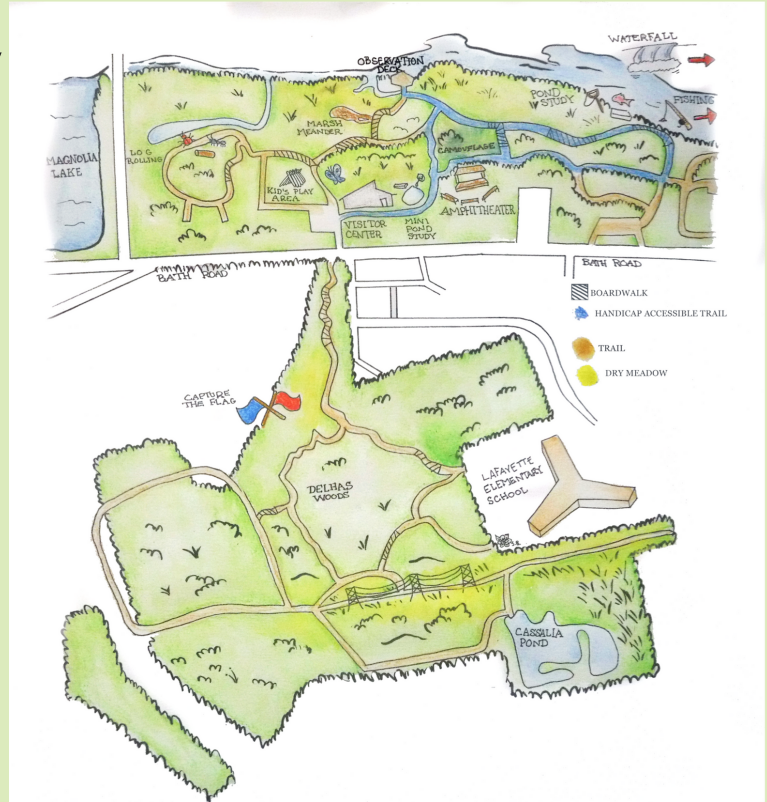 WATERFALL
OBSERVATION
DECK
POND
STUDY
FISHING
MARSH
MEANDER
LOG
ROLLING
CAMOUFLAGE
MAGNOLIA
LAKE
KID'S PLAY
AREA
AMPHITHEATER
VISITOR
CENTER
MINI
POND
STUDY
BATH ROAD
BATH ROAD
BOARDWALK
HANDICAP ACCESSIBLE TRAIL
TRAIL
DRY MEADOW
CAPTURE
THE FLAG
LAFAYETTE
ELEMENTARY
SCHOOL
DELHAS
WOODS
CASSALIA
POND